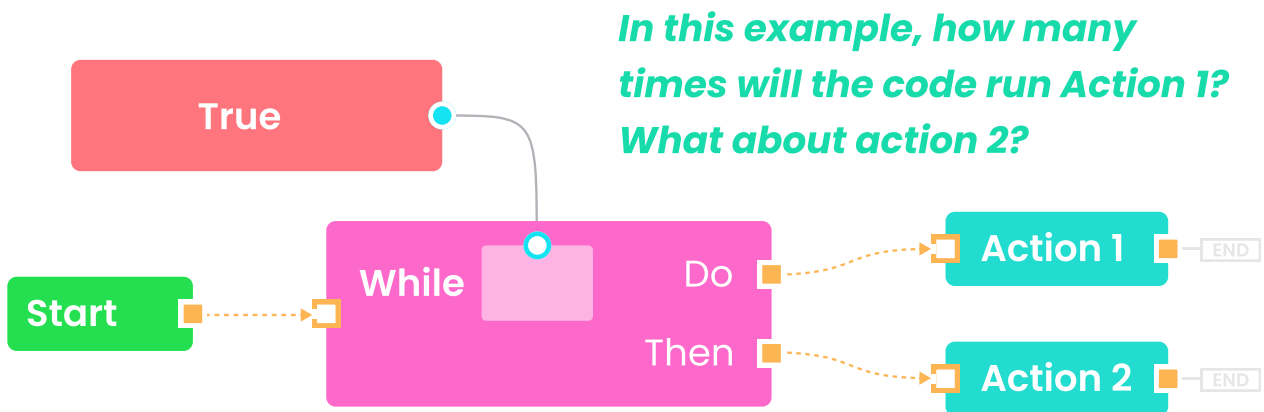 In this example, how many
times will the code run Action 1?
What about action 2?
True
While
Do
Then
Start
Action 1
END
Action 2
END